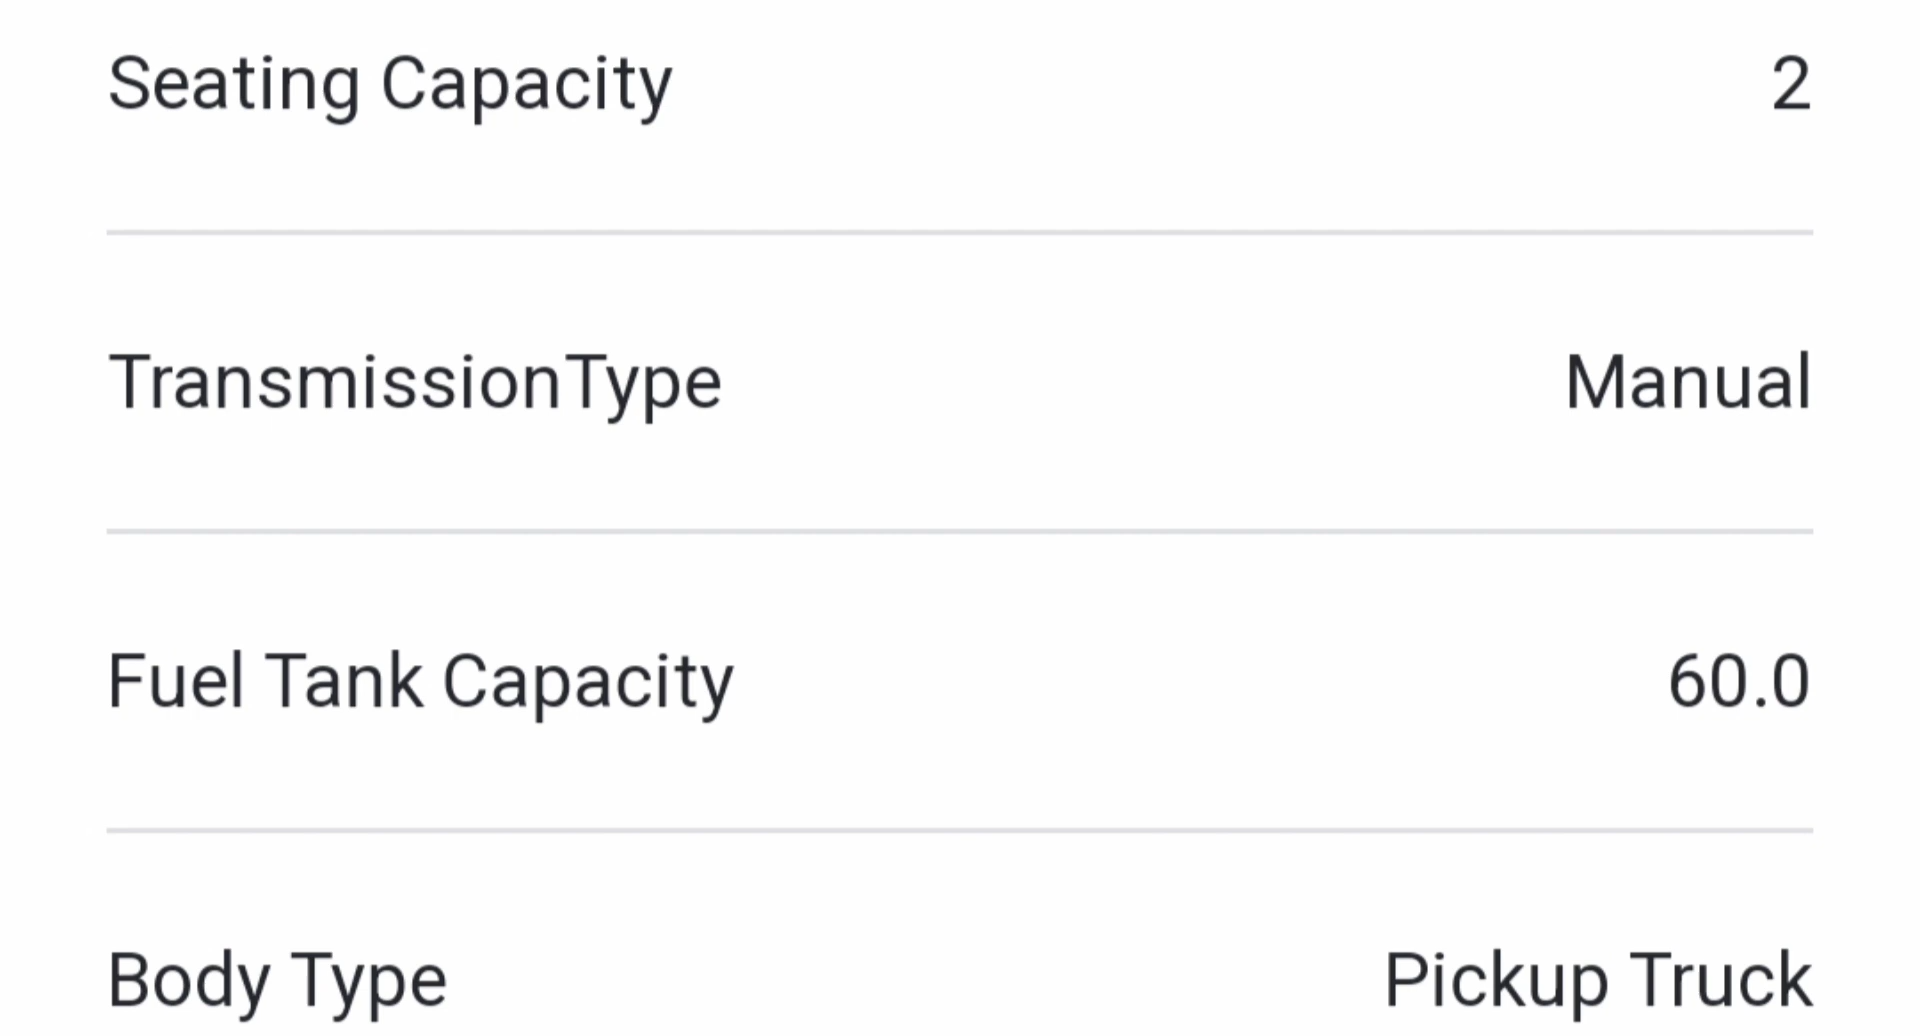 Seating Capacity 2
TransmissionType Manual
Fuel Tank Capacity 60.0
Body Type Pickup Truck